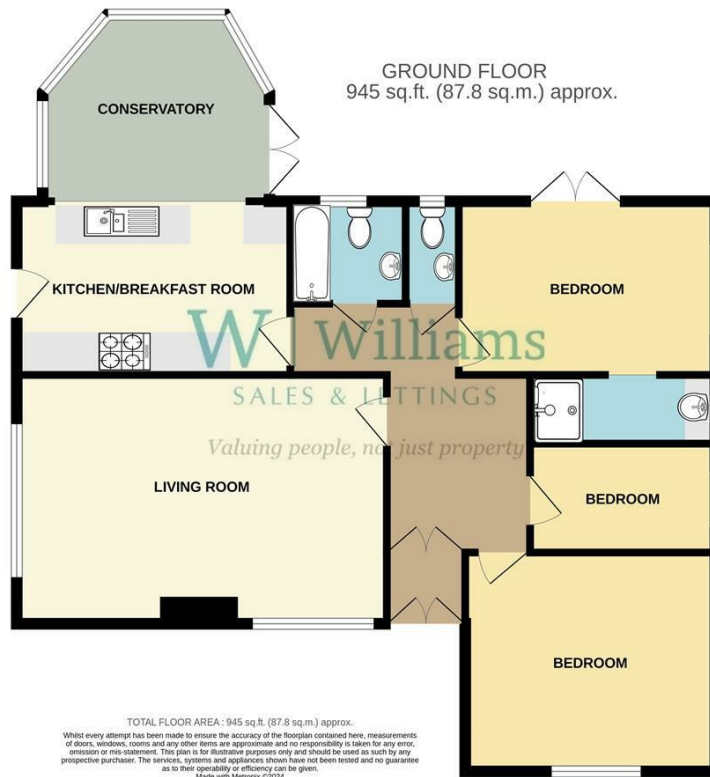 GROUND FLOOR
945 sq.ft. (87.8 sq.m.) approx.
CONSERVATORY
KITCHEN/BREAKFAST ROOM
BEDROOM
W Williams
SALES & LETTINGS
Valuing people, not just property
LIVING ROOM
BEDROOM
BEDROOM
TOTAL FLOOR AREA : 945 sq.ft. (87.8 sq.m.) approx.
Whilst every attempt has been made to ensure the accuracy of the floorplan contained here, measurements
of doors, windows, rooms and any other items are approximate and no responsibility is taken for any error,
omission or mis-statement. This plan is for illustrative purposes only and should be used as such by any
prospective purchaser. The services, systems and appliances shown have not been tested and no guarantee
as to their operability or efficiency can be given.
Made with Metropix ©2024